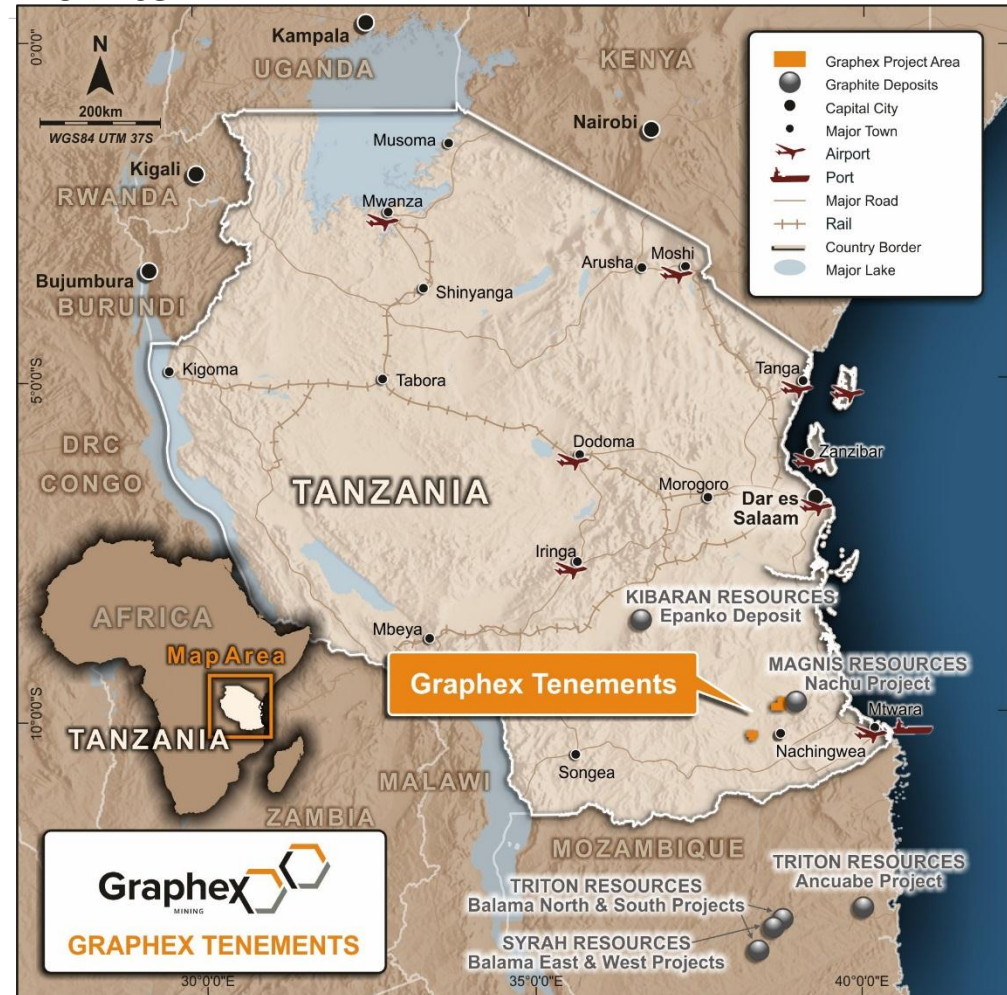 N
200km
WGS84 UTM 37S
Kampala
UGANDA
KENYA
Nairobi
Kigali
RWANDA
Bujumbura
BURUNDI
DRC
CONGO
Musoma
Mwanza
Shinyanga
Arusha
Moshi
Kigoma
Tabora
Tanga
Dodoma
Zanzibar
TANZANIA
Morogoro
Dar es
Salaam
Iringa
Mbeya
KIBARAN RESOURCES
Epanko Deposit
Graphex Tenements
MAGNIS RESOURCES
Nachu Project
Mtwara
Nachingwea
Songea
MALAWI
ZAMBIA
MOZAMBIQUE
TRITON RESOURCES
Ancuabe Project
TRITON RESOURCES
Balama North & South Projects
SYRAH RESOURCES
Balama East & West Projects
Graphex Project Area
Graphite Deposits
Capital City
Major Town
Airport
Port
Major Road
Rail
Country Border
Major Lake
AFRICA
Map Area
TANZANIA
Graphex
MINING
GRAPHEX TENEMENTS
0°0'0"
5°0'0"S
10°0'0"S
30°0'0"E
35°0'0"E
40°0'0"E